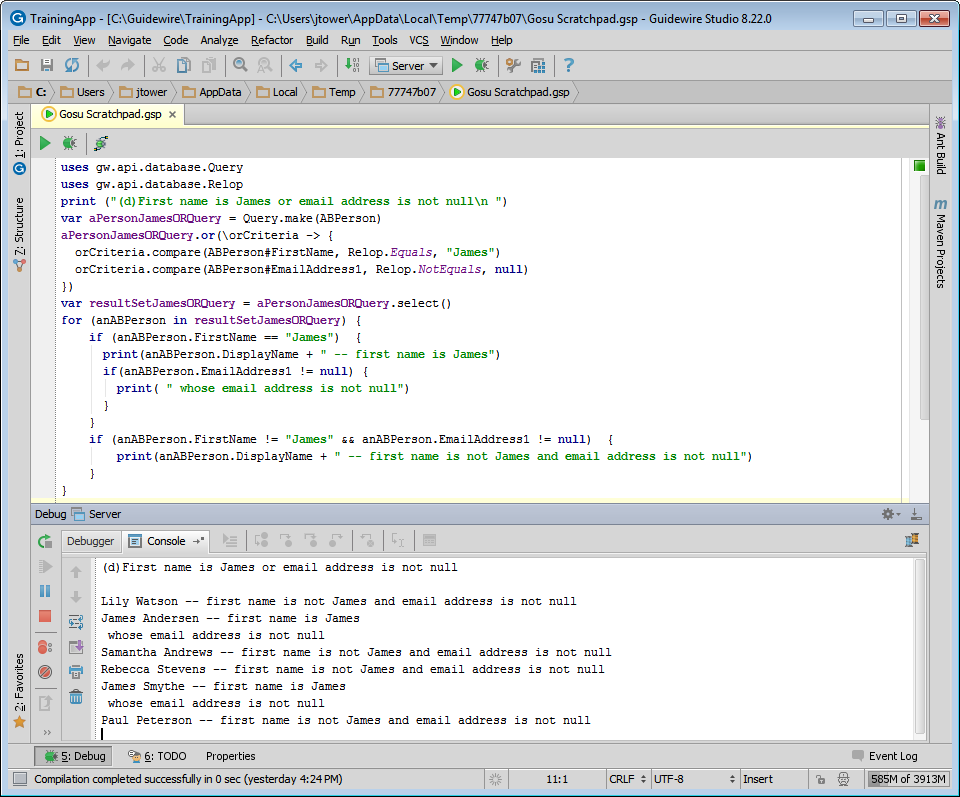 TrainingApp - [C:\Guidewire\TrainingApp] - C:\Users\jtower\AppData\Local\Temp\77747b07\Gosu Scratchpad.gsp - Guidewire Studio 8.22.0
File Edit View Navigate Code Analyze Refactor Build Run Tools VCS Window Help
Server
C: Users jtower AppData Local Temp 77747b07 Gosu Scratchpad.gsp
Gosu Scratchpad.gsp
1: Project
7: Structure
2: Favorites
Ant Build
Maven Projects
uses gw.api.database.Query
uses gw.api.database.Relop
print ("(d)First name is James or email address is not null\n ")
var aPersonJamesORQuery = Query.make(ABPerson)
aPersonJamesORQuery.or(\orCriteria -> {
  orCriteria.compare(ABPerson#FirstName, Relop.Equals, "James")
  orCriteria.compare(ABPerson#EmailAddress1, Relop.NotEquals, null)
})
var resultSetJamesORQuery = aPersonJamesORQuery.select()
for (anABPerson in resultSetJamesORQuery) {
    if (anABPerson.FirstName == "James")  {
      print(anABPerson.DisplayName + " -- first name is James")
      if(anABPerson.EmailAddress1 != null) {
        print( " whose email address is not null")
      }
    }
    if (anABPerson.FirstName != "James" && anABPerson.EmailAddress1 != null)  {
        print(anABPerson.DisplayName + " -- first name is not James and email address is not null")
    }
}
Debug Server
Debugger Console
(d)First name is James or email address is not null
Lily Watson -- first name is not James and email address is not null
James Andersen -- first name is James
 whose email address is not null
Samantha Andrews -- first name is not James and email address is not null
Rebecca Stevens -- first name is not James and email address is not null
James Smythe -- first name is James
 whose email address is not null
Paul Peterson -- first name is not James and email address is not null
5: Debug 6: TODO Properties Event Log
Compilation completed successfully in 0 sec (yesterday 4:24 PM) 11:1 CRLF UTF-8 Insert 585M of 3913M